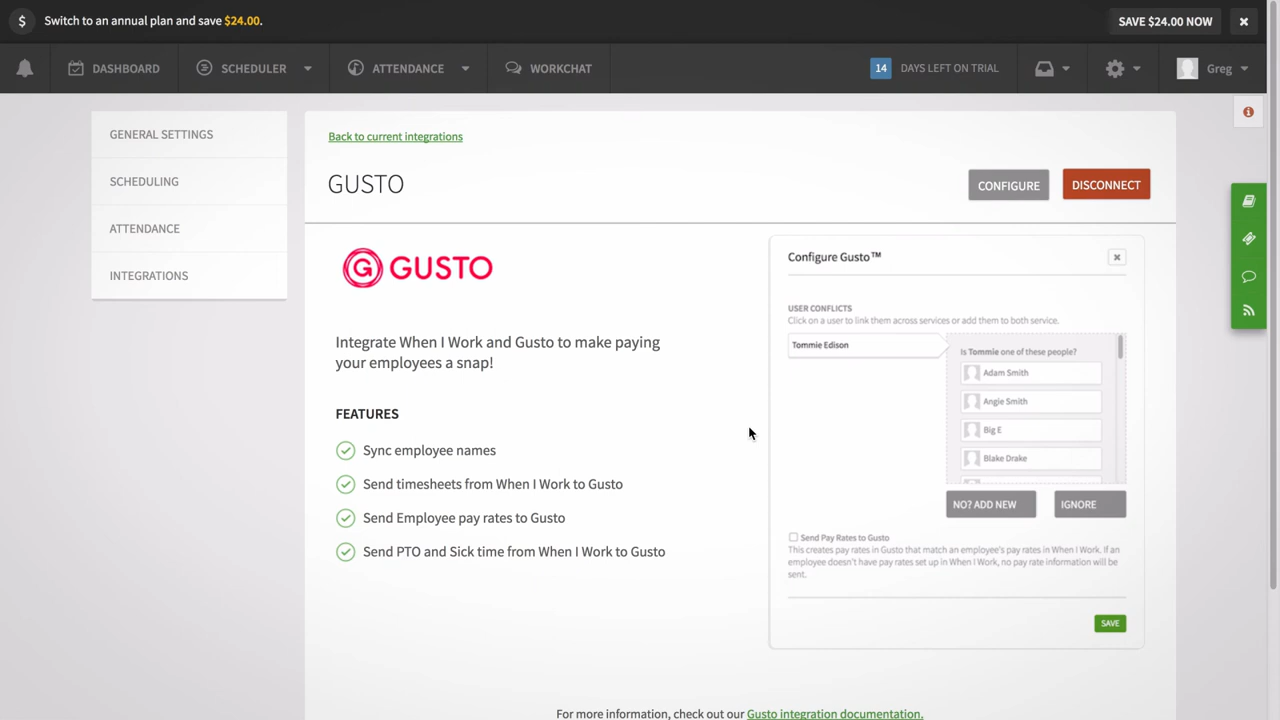 $ Switch to an annual plan and save $24.00. SAVE $24.00 NOW
DASHBOARD SCHEDULER ATTENDANCE WORKCHAT 14 DAYS LEFT ON TRIAL Greg
GENERAL SETTINGS
SCHEDULING
ATTENDANCE
INTEGRATIONS
Back to current integrations
GUSTO
CONFIGURE
DISCONNECT
G GUSTO
Integrate When I Work and Gusto to make paying
your employees a snap!
FEATURES
Sync employee names
Send timesheets from When I Work to Gusto
Send Employee pay rates to Gusto
Send PTO and Sick time from When I Work to Gusto
Configure Gusto™
USER CONFLICTS
Click on a user to link them across services or add them to both service.
Tommie Edison
Is Tommie one of these people?
Adam Smith
Angie Smith
Big E
Blake Drake
NO? ADD NEW
IGNORE
Send Pay Rates to Gusto
This creates pay rates in Gusto that match an employee's pay rates in When I Work. If an
employee doesn't have pay rates set up in When I Work, no pay rate information will be
sent.
SAVE
For more information, check out our Gusto integration documentation.